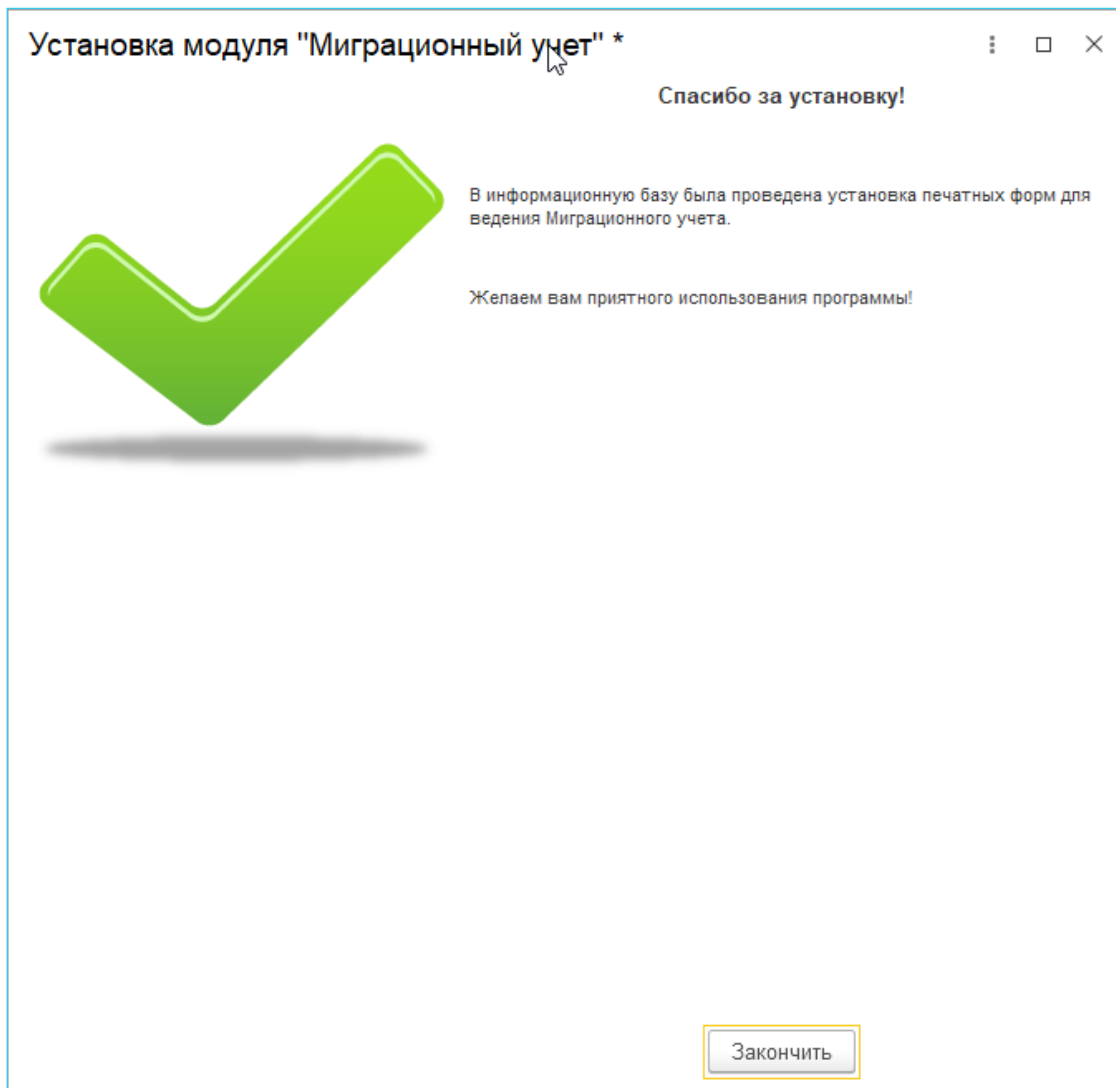 Установка модуля "Миграционный учет" *
Спасибо за установку!
В информационную базу была проведена установка печатных форм для
ведения Миграционного учета.
Желаем вам приятного использования программы!
Закончить